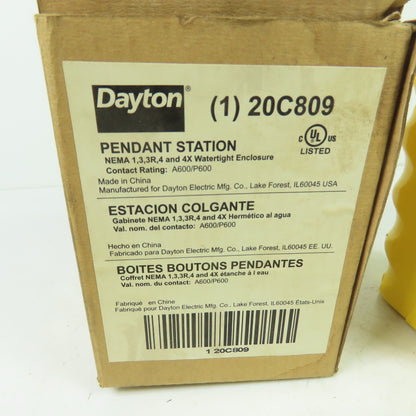 Dayton®
(1) 20C809
C UL US
LISTED
PENDANT STATION
NEMA 1,3,3R,4 and 4X Watertight Enclosure
Contact Rating: A600/P600
Made in China
Manufactured for Dayton Electric Mfg. Co., Lake Forest, IL60045 USA
ESTACION COLGANTE
Gabinete NEMA 1,3,3R,4 and 4X Hermético al agua
Val. nom. del contacto: A600/P600
Hecho en China
Fabricado para Dayton Electric Mfg. Co., Lake Forest, IL60045 EE. UU.
BOITES BOUTONS PENDANTES
Coffret NEMA 1,3,3R,4 and 4X étanche à l eau
Val. nom. du contact: A600/P600
Fabriqué en China
Fabriqué pour Dayton Electric Mfg. Co., Lake Forest, IL60045 États-Unis
1 20C809